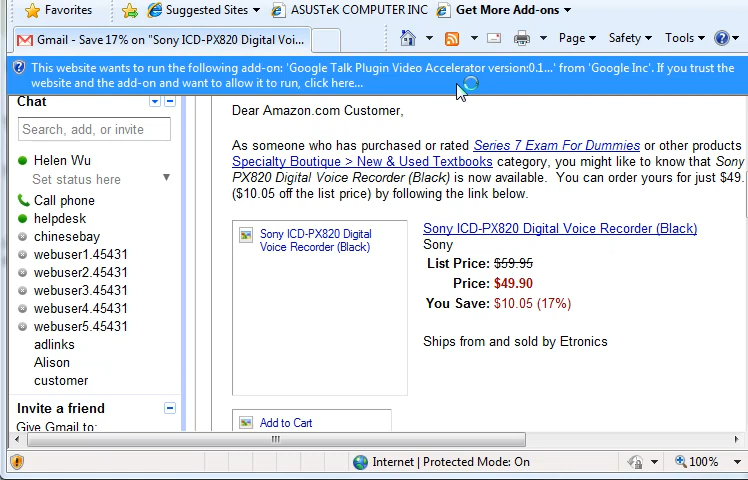 Favorites
Suggested Sites
ASUSTeK COMPUTER INC
Get More Add-ons
Gmail - Save 17% on "Sony ICD-PX820 Digital Voi...
Page
Safety
Tools
This website wants to run the following add-on: 'Google Talk Plugin Video Accelerator version:0.1...' from 'Google Inc'. If you trust the
website and the add-on and want to allow it to run, click here...
Chat
Search, add, or invite
Helen Wu
Set status here
Call phone
helpdesk
chinesebay
webuser1.45431
webuser2.45431
webuser3.45431
webuser4.45431
webuser5.45431
adlinks
Alison
customer
Invite a friend
Give Gmail to:
Dear Amazon.com Customer,
As someone who has purchased or rated Series 7 Exam For Dummies or other products
Specialty Boutique > New & Used Textbooks category, you might like to know that Sony
PX820 Digital Voice Recorder (Black) is now available. You can order yours for just $49.
($10.05 off the list price) by following the link below.
Sony ICD-PX820 Digital
Voice Recorder (Black)
Sony ICD-PX820 Digital Voice Recorder (Black)
Sony
List Price: $59.95
Price: $49.90
You Save: $10.05 (17%)
Ships from and sold by Etronics
Add to Cart
Internet | Protected Mode: On
100%